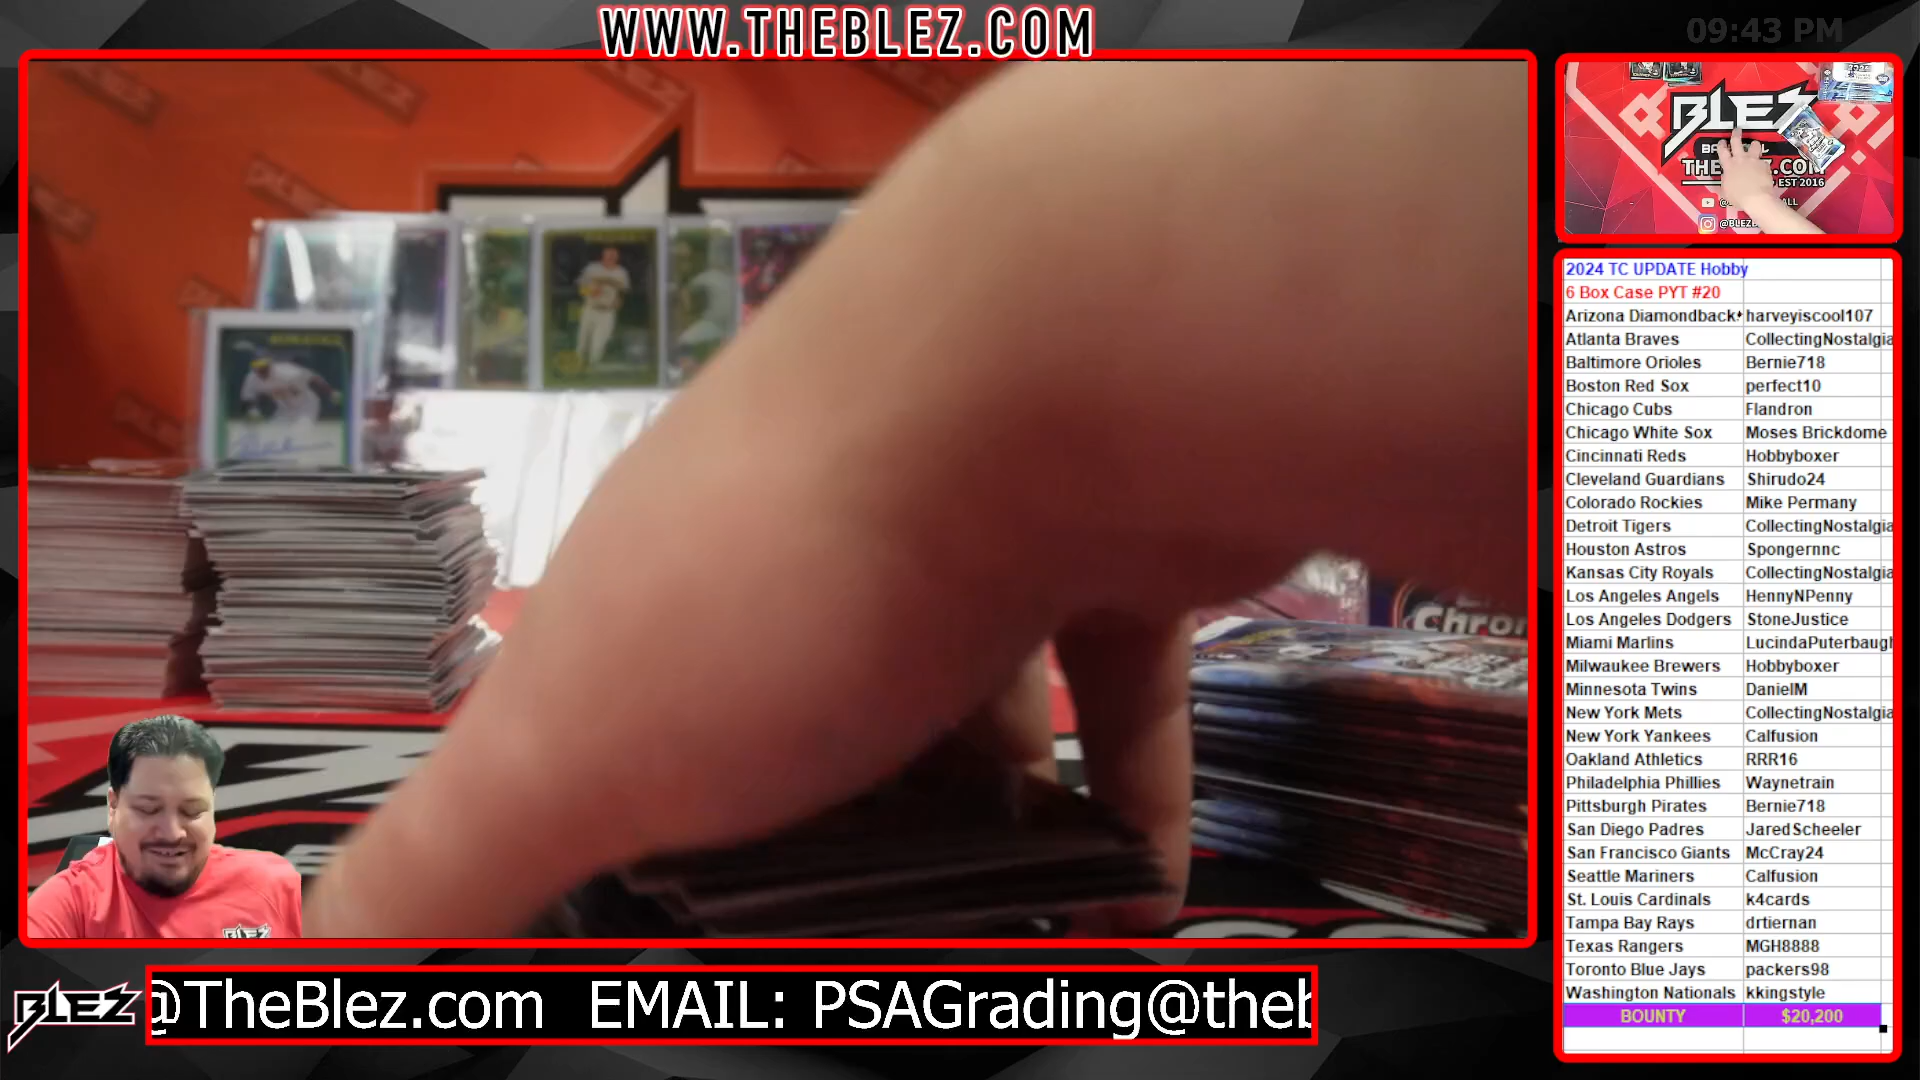 WWW.THEBLEZ.COM
09:43 PM
BLEZ
THE
.COM
EST 2016
2024 TC UPDATE Hobby
6 Box Case PYT #20
Arizona Diamondback harveyiscool107
Atlanta Braves CollectingNostalgia
Baltimore Orioles Bernie718
Boston Red Sox perfect10
Chicago Cubs Flandron
Chicago White Sox Moses Brickdome
Cincinnati Reds Hobbyboxer
Cleveland Guardians Shirudo24
Colorado Rockies Mike Permany
Detroit Tigers CollectingNostalgia
Houston Astros Spongernnc
Kansas City Royals CollectingNostalgia
Los Angeles Angels HennyNPenny
Los Angeles Dodgers StoneJustice
Miami Marlins LucindaPuterbaugh
Milwaukee Brewers Hobbyboxer
Minnesota Twins DanielM
New York Mets CollectingNostalgia
New York Yankees Calfusion
Oakland Athletics RRR16
Philadelphia Phillies Waynetrain
Pittsburgh Pirates Bernie718
San Diego Padres JaredScheeler
San Francisco Giants McCray24
Seattle Mariners Calfusion
St. Louis Cardinals k4cards
Tampa Bay Rays drtiernan
Texas Rangers MGH8888
Toronto Blue Jays packers98
Washington Nationals kkingstyle
BOUNTY $20,200
Chrom
BLEZ
BLEZ
@TheBlez.com EMAIL: PSAGrading@theb